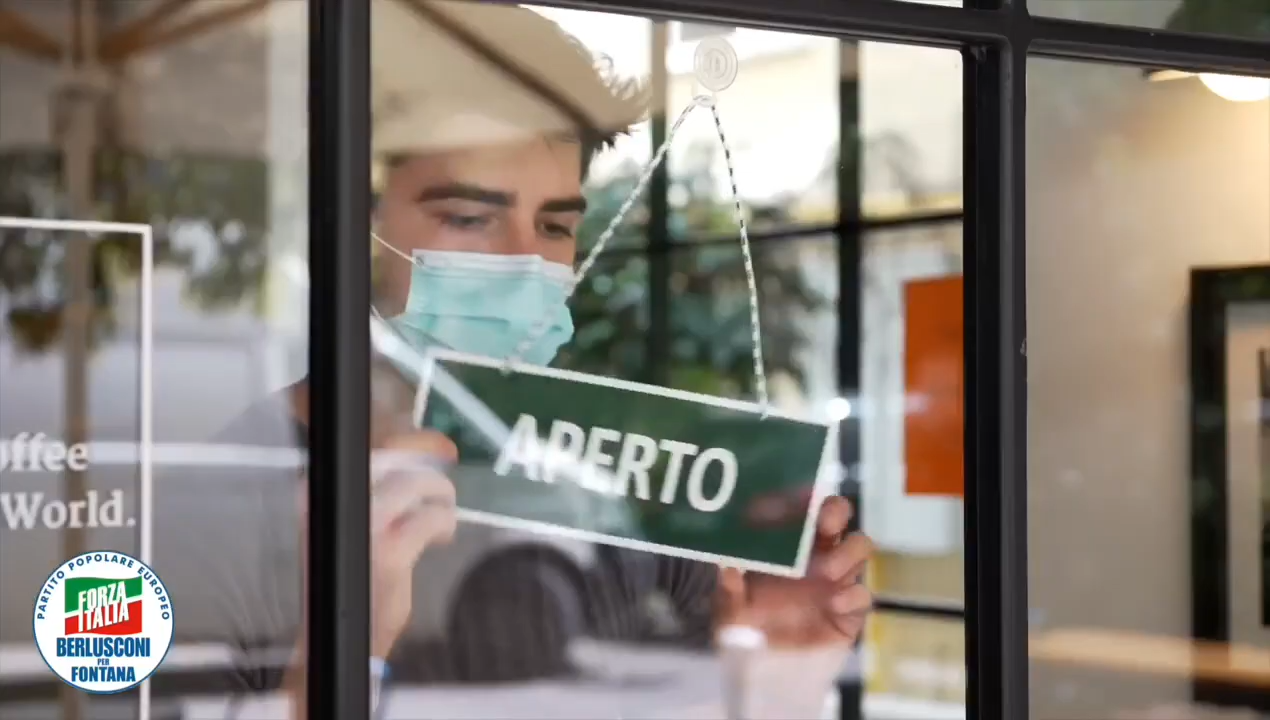 APERTO
offee
World.
PARTITO POPOLARE EUROPEO
FORZA
ITALIA
BERLUSCONI
PER
FONTANA